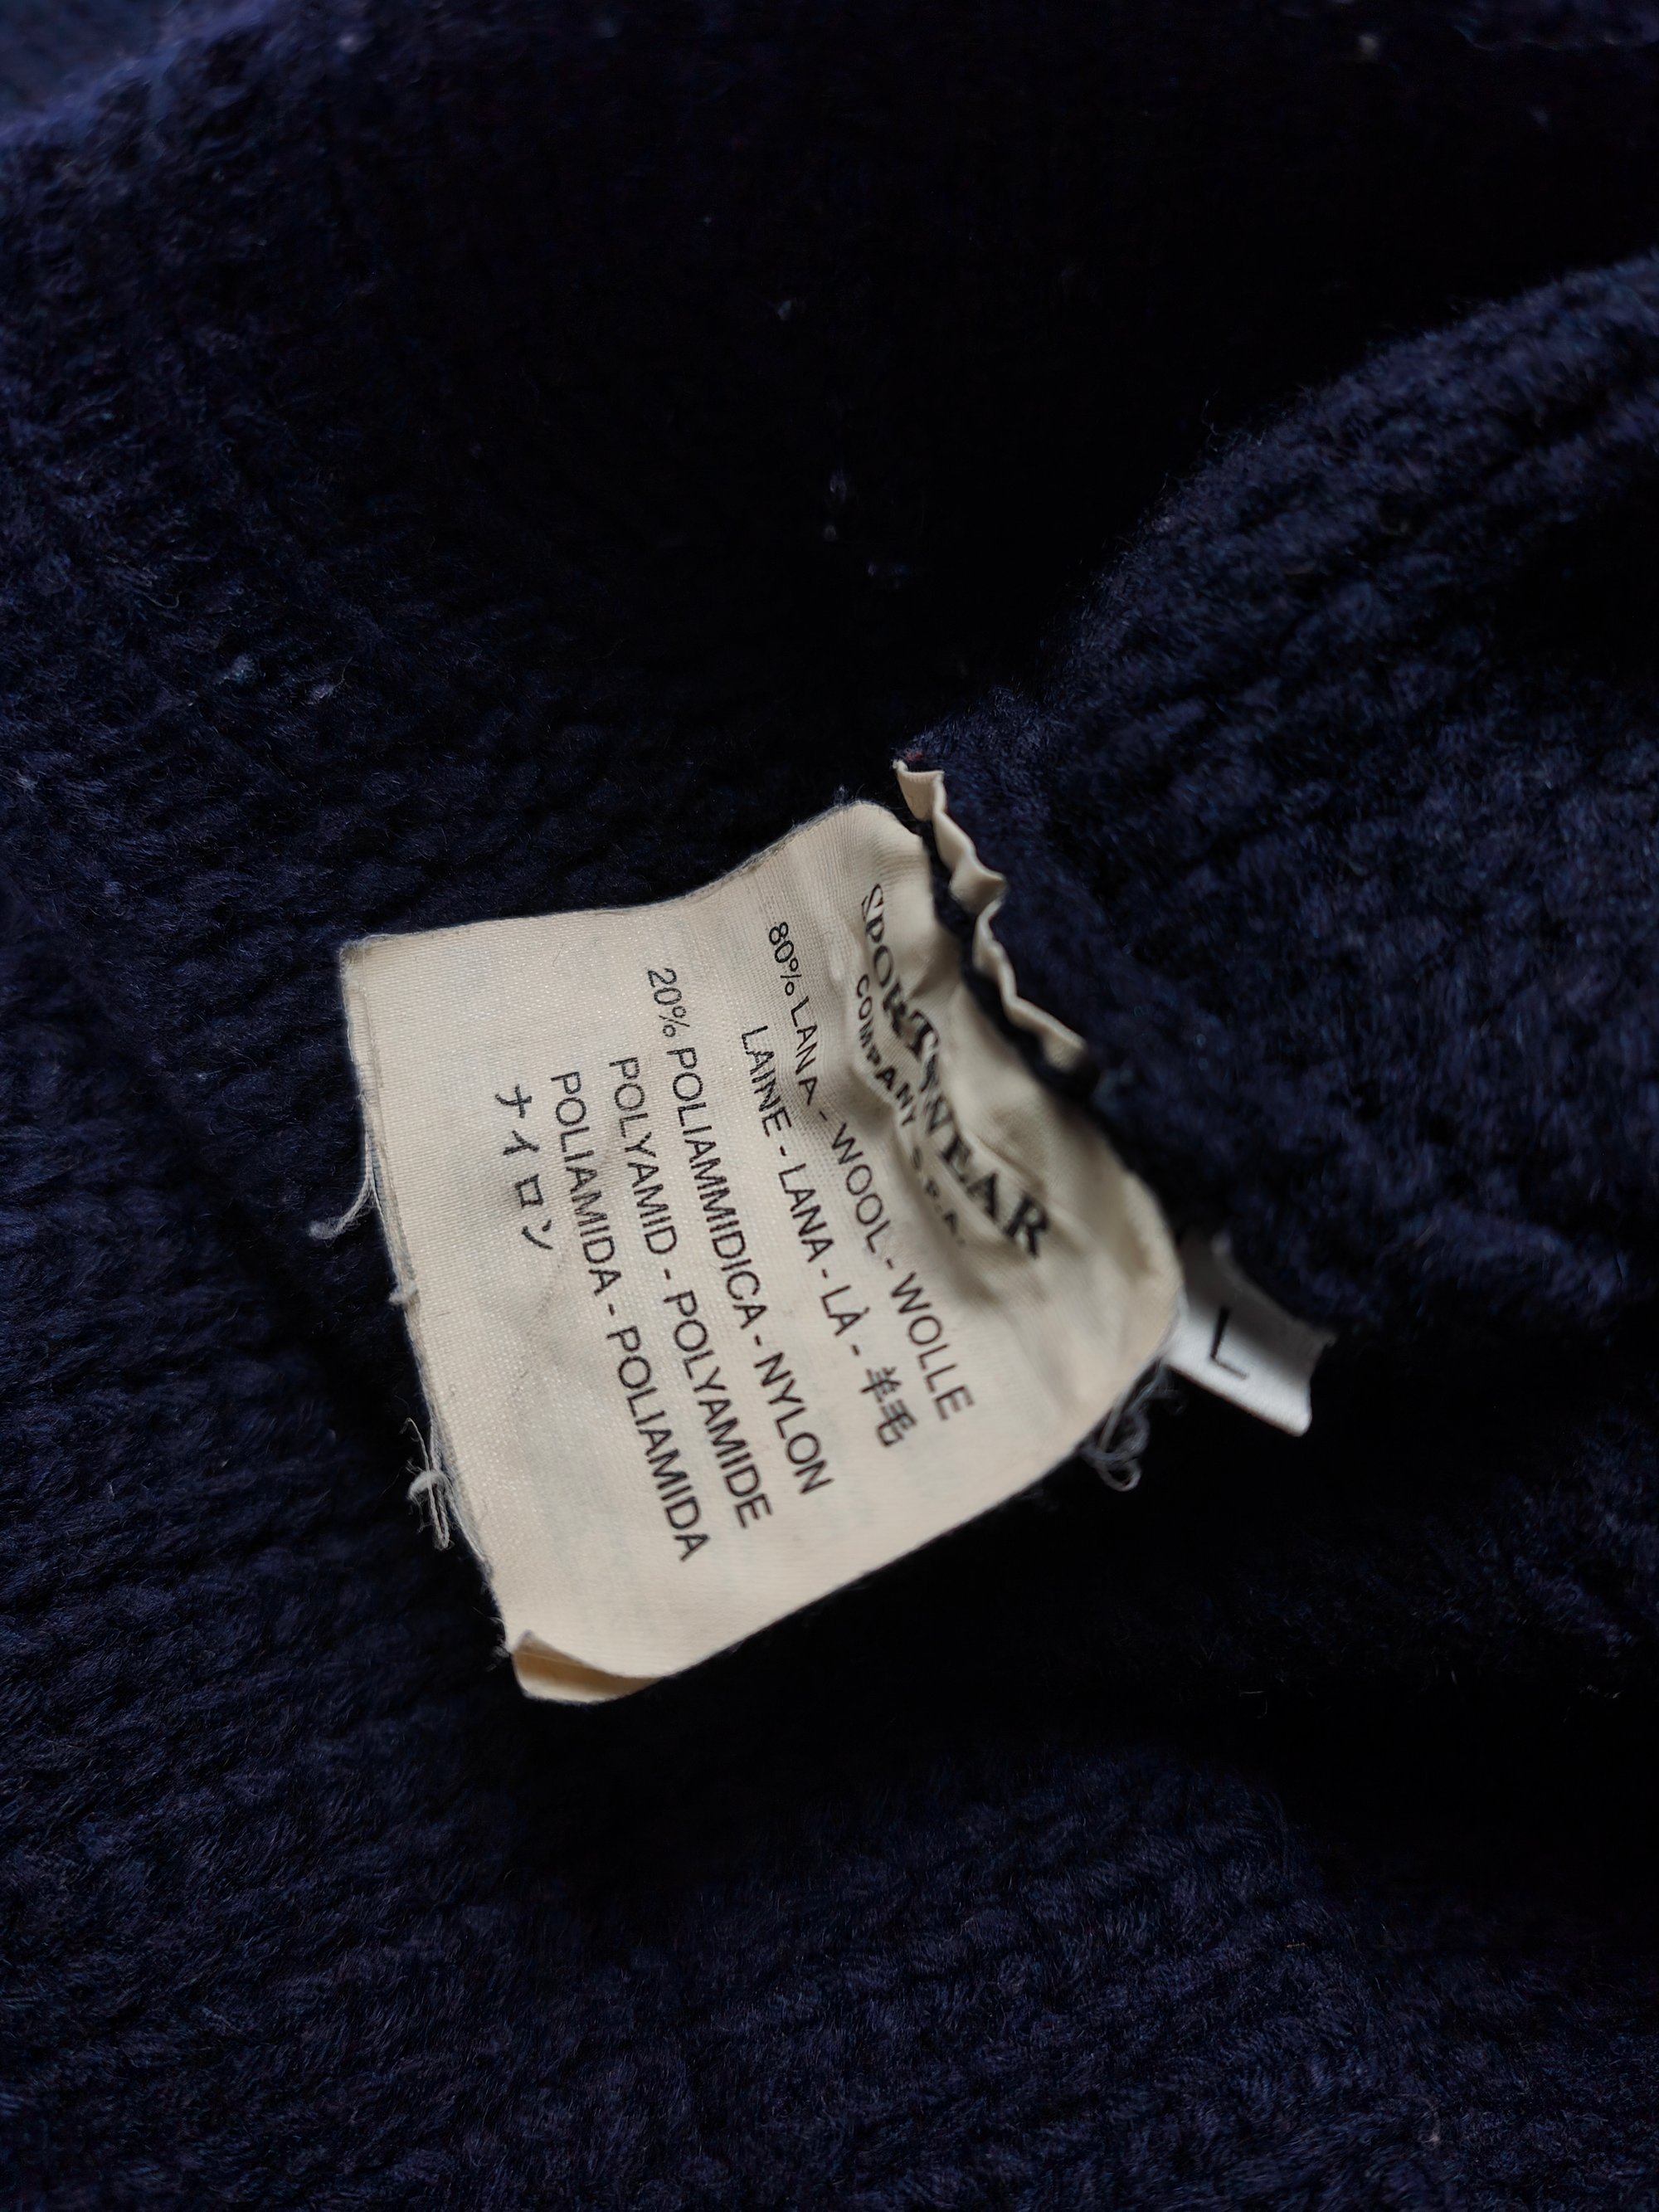 SPORTSWEAR
COMPANY S.P.A.
80% LANA - WOOL - WOLLE
LAINE - LANA - LÀ - 羊毛
20% POLIAMMIDICA - NYLON
POLYAMID - POLYAMIDE
POLIAMIDA - POLIAMIDA
ナイロン
L